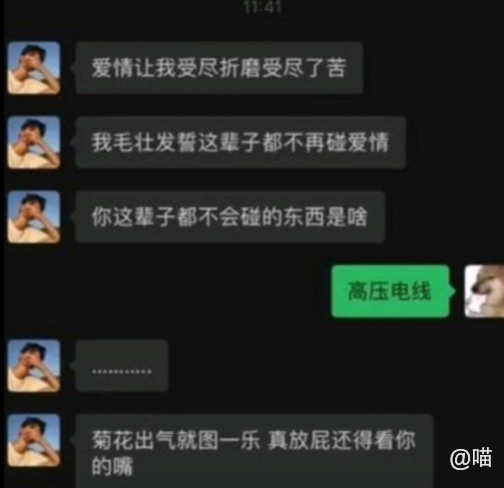 11:41
爱情让我受尽折磨受尽了苦
我毛壮发誓这辈子都不再碰爱情
你这辈子都不会碰的东西是啥
高压电线
…………
菊花出气就图一乐 真放屁还得看你
的嘴
@喵